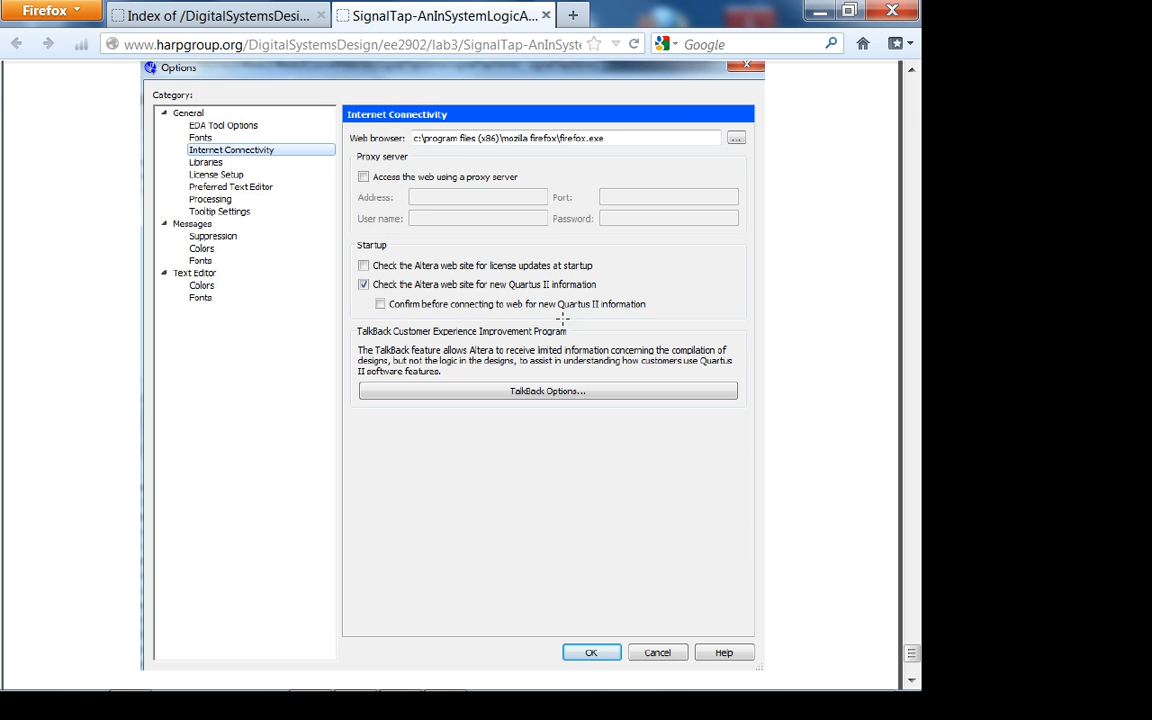 Firefox
Index of /DigitalSystemsDesi...
SignalTap-AnInSystemLogicA...
www.harpgroup.org/DigitalSystemsDesign/ee2902/lab3/SignalTap-AnInSyste
Google
Options
Category:
General
EDA Tool Options
Fonts
Internet Connectivity
Libraries
License Setup
Preferred Text Editor
Processing
Tooltip Settings
Messages
Suppression
Colors
Fonts
Text Editor
Colors
Fonts
Internet Connectivity
Web browser: c:\program files (x86)\mozilla firefox\firefox.exe ...
Proxy server
Access the web using a proxy server
Address: Port:
User name: Password:
Startup
Check the Altera web site for license updates at startup
Check the Altera web site for new Quartus II information
Confirm before connecting to web for new Quartus II information
TalkBack Customer Experience Improvement Program
The TalkBack feature allows Altera to receive limited information concerning the compilation of
designs, but not the logic in the designs, to assist in understanding how customers use Quartus
II software features.
TalkBack Options...
OK Cancel Help